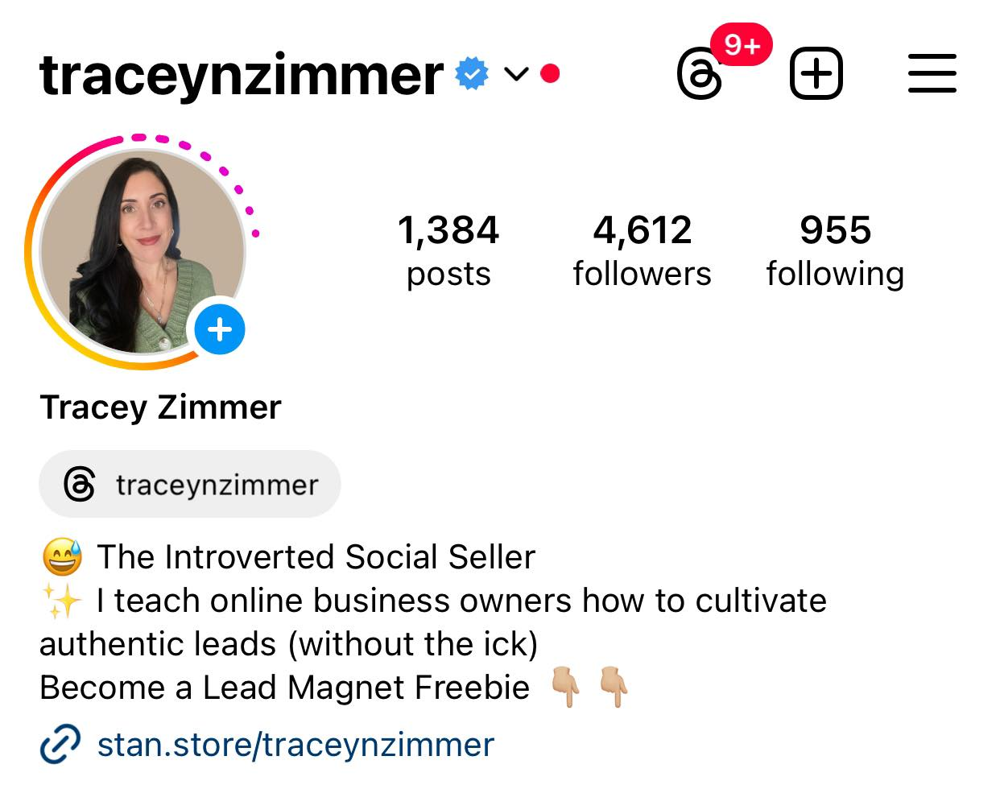 traceynzimmer
9+
1,384 4,612 955
posts followers following
Tracey Zimmer
traceynzimmer
😅 The Introverted Social Seller
✨ I teach online business owners how to cultivate
authentic leads (without the ick)
Become a Lead Magnet Freebie 👇🏼 👇🏼
stan.store/traceynzimmer